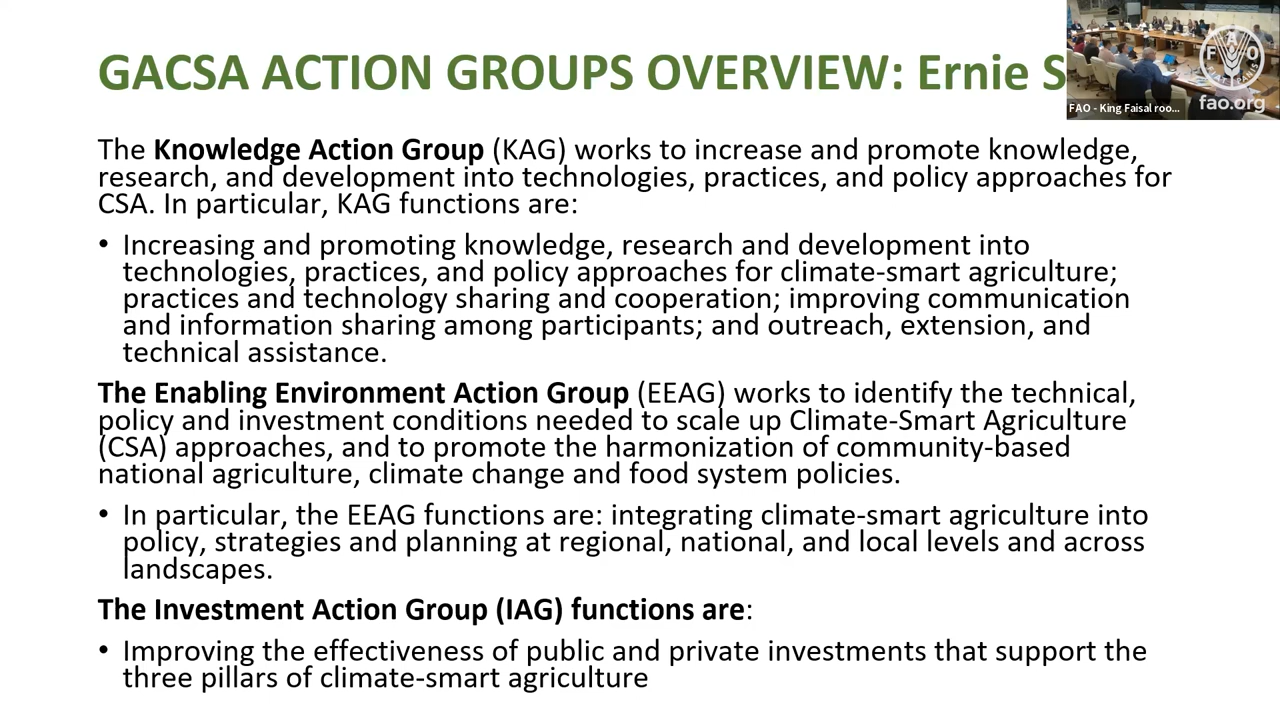 GACSA ACTION GROUPS OVERVIEW: Ernie S
FAO
FIAT PANIS
fao.org
FAO - King Faisal roo...
The Knowledge Action Group (KAG) works to increase and promote knowledge,
research, and development into technologies, practices, and policy approaches for
CSA. In particular, KAG functions are:
• Increasing and promoting knowledge, research and development into
technologies, practices, and policy approaches for climate-smart agriculture;
practices and technology sharing and cooperation; improving communication
and information sharing among participants; and outreach, extension, and
technical assistance.
The Enabling Environment Action Group (EEAG) works to identify the technical,
policy and investment conditions needed to scale up Climate-Smart Agriculture
(CSA) approaches, and to promote the harmonization of community-based
national agriculture, climate change and food system policies.
• In particular, the EEAG functions are: integrating climate-smart agriculture into
policy, strategies and planning at regional, national, and local levels and across
landscapes.
The Investment Action Group (IAG) functions are:
• Improving the effectiveness of public and private investments that support the
three pillars of climate-smart agriculture